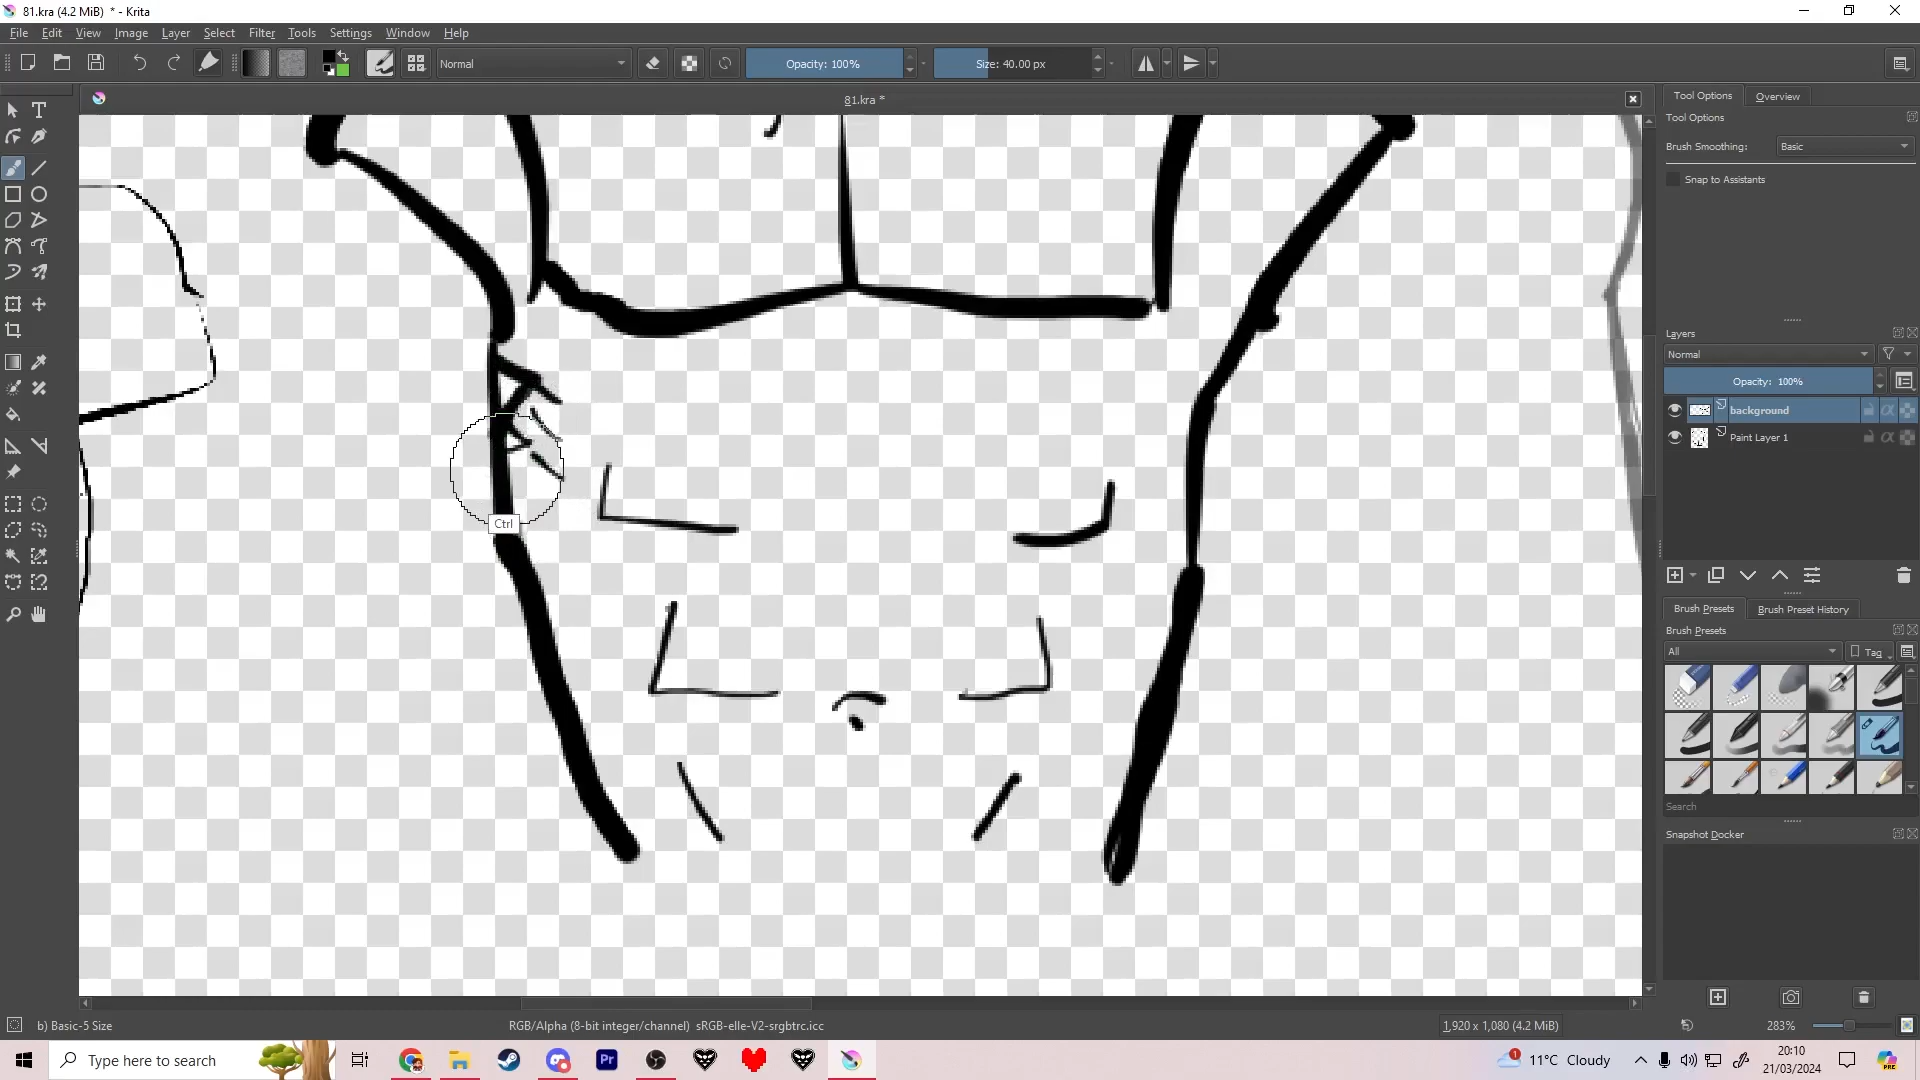 81.kra (4.2 MiB) * - Krita
File Edit View Image Layer Select Filter Tools Settings Window Help
Normal
Opacity: 100%
Size: 40.00 px
81.kra *
Tool Options
Overview
Tool Options
Brush Smoothing:
Basic
Snap to Assistants
Layers
Normal
Opacity: 100%
background
Paint Layer 1
Ctrl
Brush Presets
Brush Preset History
Brush Presets
All
Tag
Search
Snapshot Docker
b) Basic-5 Size
RGB/Alpha (8-bit integer/channel) sRGB-elle-V2-srgbtrc.icc
1,920 x 1,080 (4.2 MiB)
283%
Type here to search
Pr
1
11°C Cloudy
20:10
21/03/2024
PRE